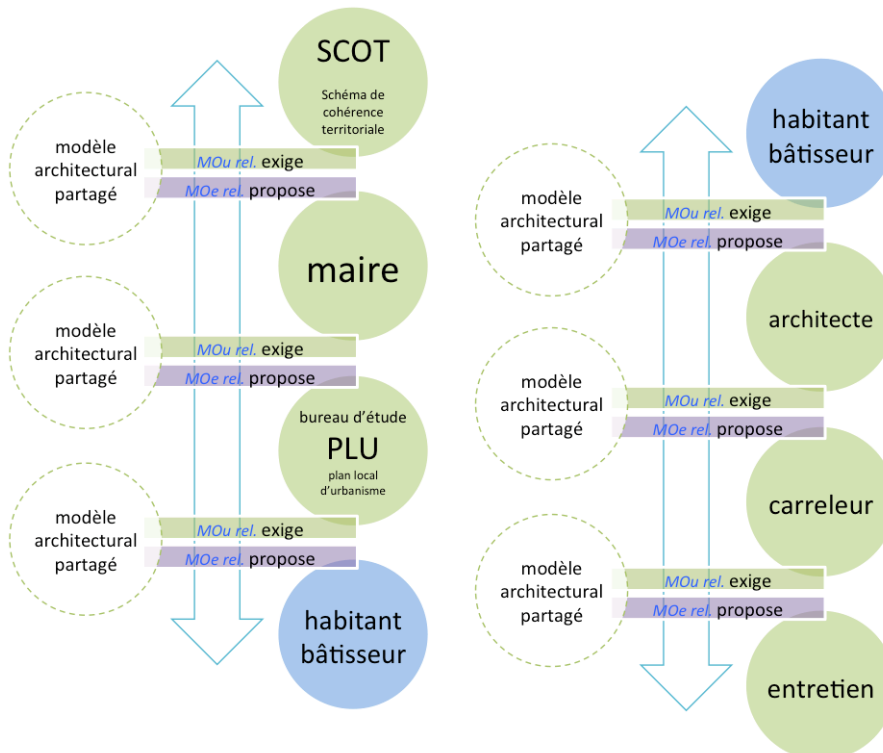 SCOT
Schéma de
cohérence
territoriale
modèle
architectural
partagé
MOu rel. exige
MOe rel. propose
maire
modèle
architectural
partagé
MOu rel. exige
MOe rel. propose
bureau d’étude
PLU
plan local
d’urbanisme
modèle
architectural
partagé
MOu rel. exige
MOe rel. propose
habitant
bâtisseur
habitant
bâtisseur
modèle
architectural
partagé
MOu rel. exige
MOe rel. propose
architecte
modèle
architectural
partagé
MOu rel. exige
MOe rel. propose
carreleur
modèle
architectural
partagé
MOu rel. exige
MOe rel. propose
entretien